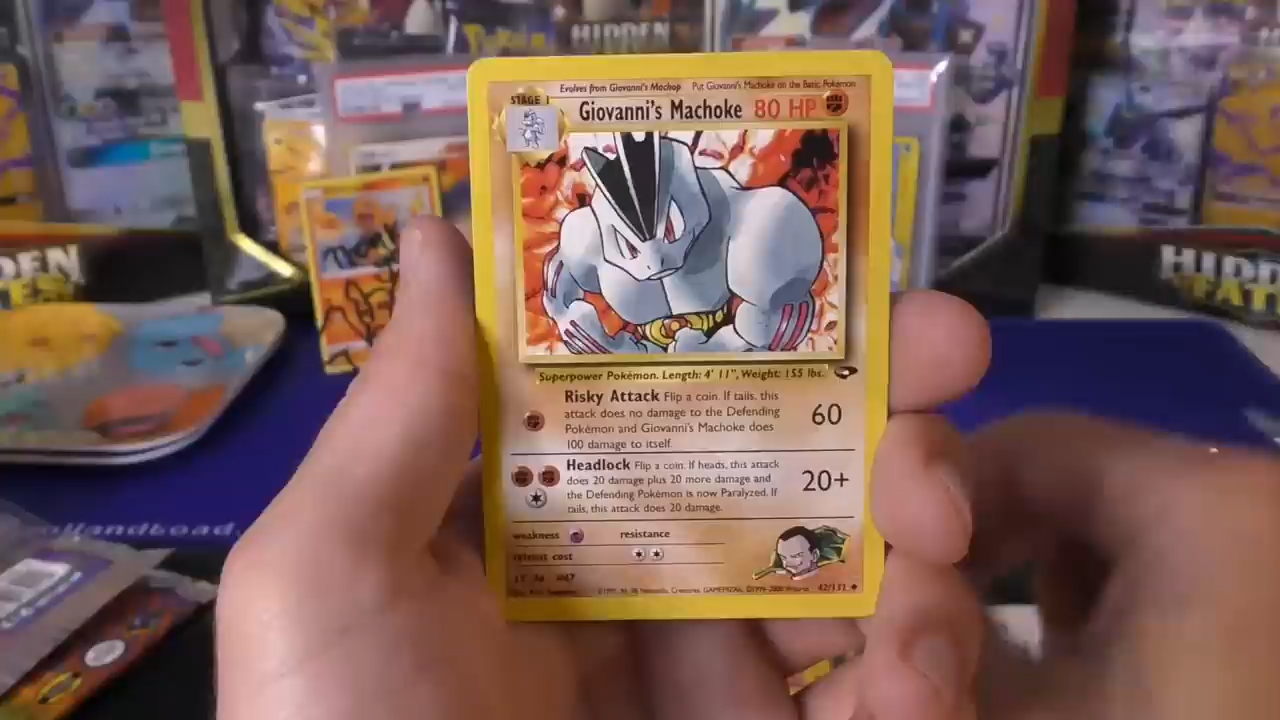 Pokémon
HIDDEN
Evolves from Giovanni's Machop Put Giovanni's Machoke on the Basic Pokémon
STAGE 1
Giovanni's Machoke 80 HP
DEN
HIDD
FAT
Superpower Pokémon. Length: 4' 11", Weight: 155 lbs.
Risky Attack Flip a coin. If tails, this
attack does no damage to the Defending
Pokémon and Giovanni's Machoke does
100 damage to itself.
60
Headlock Flip a coin. If heads, this attack
does 20 damage plus 20 more damage and
the Defending Pokémon is now Paralyzed. If
tails, this attack does 20 damage.
20+
weakness resistance
retreat cost
42/132